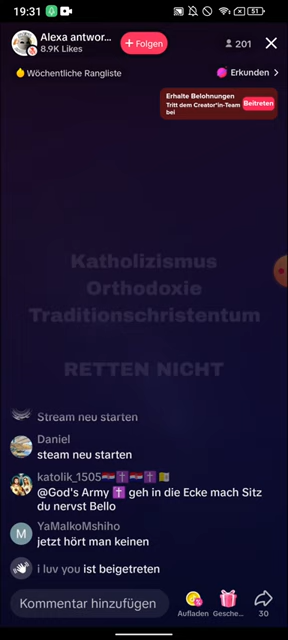 19:31
51
Alexa antwor...
8.9K Likes
+ Folgen
201
Wöchentliche Rangliste
Erkunden >
Erhalte Belohnungen
Tritt dem Creator*in-Team bei
Beitreten
Katholizismus
Orthodoxie
Traditionschristentum
RETTEN NICHT
Stream neu starten
Daniel
steam neu starten
katolik_1505🇭🇷✝️🇭🇷✝️🇻🇦
@God's Army ✝️ geh in die Ecke mach Sitz
du nervst Bello
M
YaMalkoMshiho
jetzt hört man keinen
i luv you ist beigetreten
Kommentar hinzufügen
Aufladen
Gesche...
30